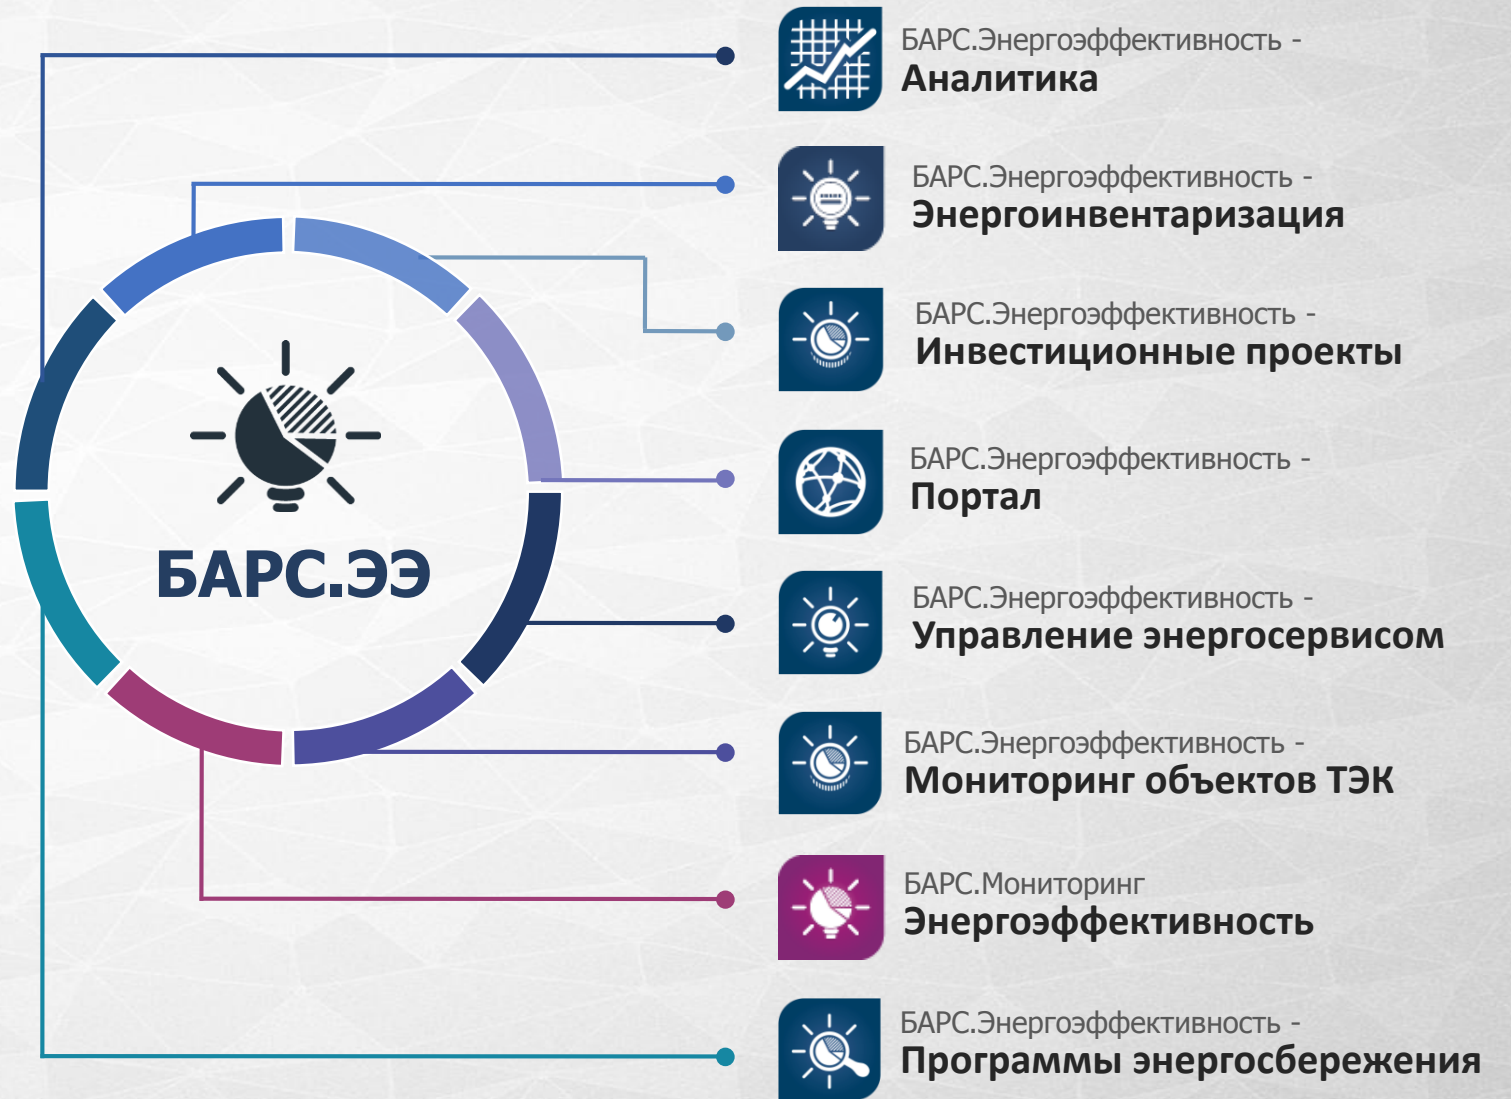 БАРС.Энергоэффективность -
Аналитика
БАРС.Энергоэффективность -
Энергоинвентаризация
БАРС.Энергоэффективность -
Инвестиционные проекты
БАРС.Энергоэффективность -
Портал
БАРС.ЭЭ
БАРС.Энергоэффективность -
Управление энергосервисом
БАРС.Энергоэффективность -
Мониторинг объектов ТЭК
БАРС.Мониторинг
Энергоэффективность
БАРС.Энергоэффективность -
Программы энергосбережения